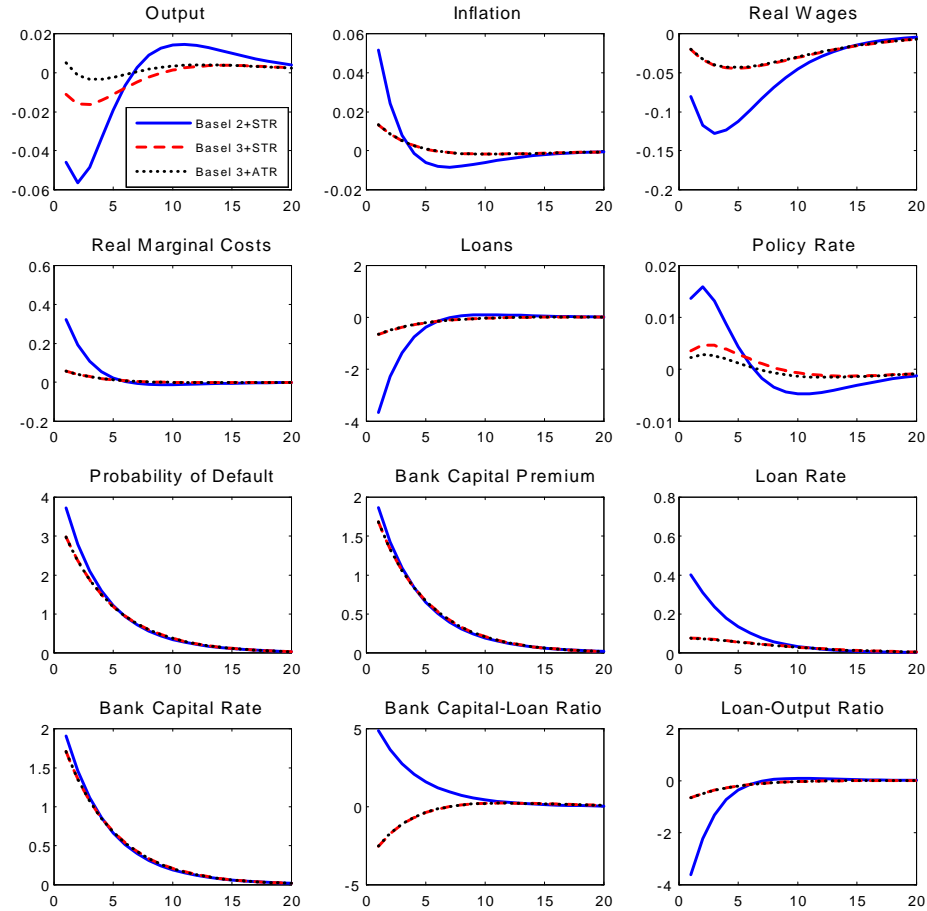 Output
Inflation
Real Wages
0.02
0
-0.02
-0.04
-0.06
0 5 10 15 20
Basel 2+STR
Basel 3+STR
Basel 3+ATR
0.06
0.04
0.02
0
-0.02
0 5 10 15 20
0
-0.05
-0.1
-0.15
-0.2
0 5 10 15 20
Real Marginal Costs
Loans
Policy Rate
0.6
0.4
0.2
0
-0.2
0 5 10 15 20
2
0
-2
-4
0 5 10 15 20
0.02
0.01
0
-0.01
0 5 10 15 20
Probability of Default
Bank Capital Premium
Loan Rate
4
3
2
1
0
0 5 10 15 20
2
1.5
1
0.5
0
0 5 10 15 20
0.8
0.6
0.4
0.2
0
0 5 10 15 20
Bank Capital Rate
Bank Capital-Loan Ratio
Loan-Output Ratio
2
1.5
1
0.5
0
0 5 10 15 20
5
0
-5
0 5 10 15 20
2
0
-2
-4
0 5 10 15 20